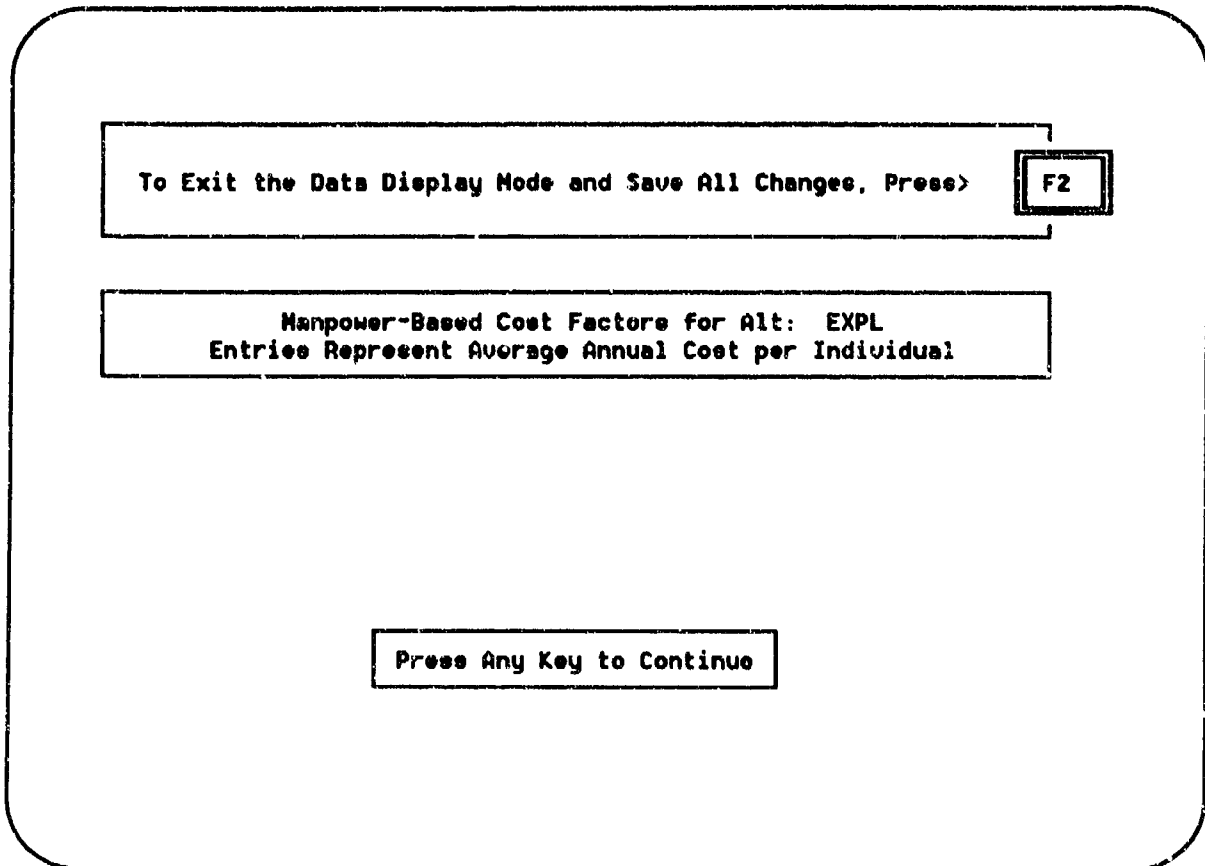 To Exit the Data Display Mode and Save All Changes, Press> F2
Manpower-Based Cost Factors for Alt: EXPL
Entries Represent Average Annual Cost per Individual
Press Any Key to Continue